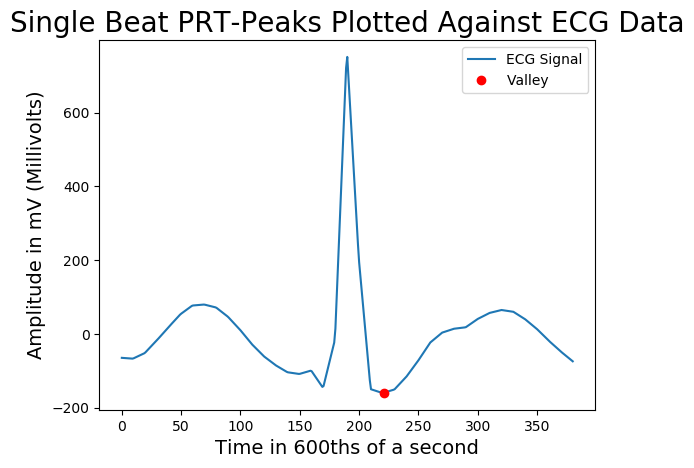 Single Beat PRT-Peaks Plotted Against ECG Data
ECG Signal
Valley
Amplitude in mV (Millivolts)
600
400
200
0
−200
0 50 100 150 200 250 300 350
Time in 600ths of a second